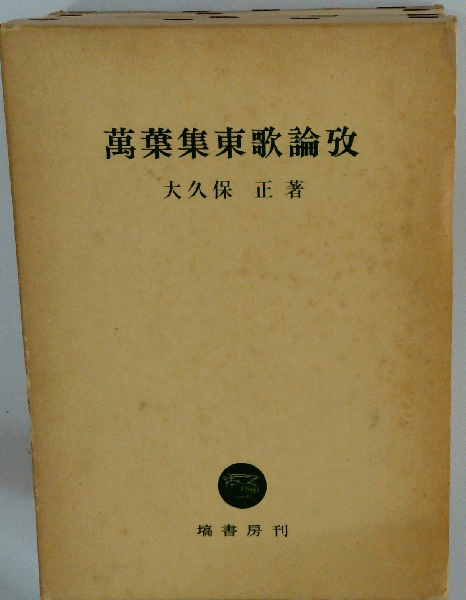 萬葉集東歌論攷
大久保 正 著
塙書房刊